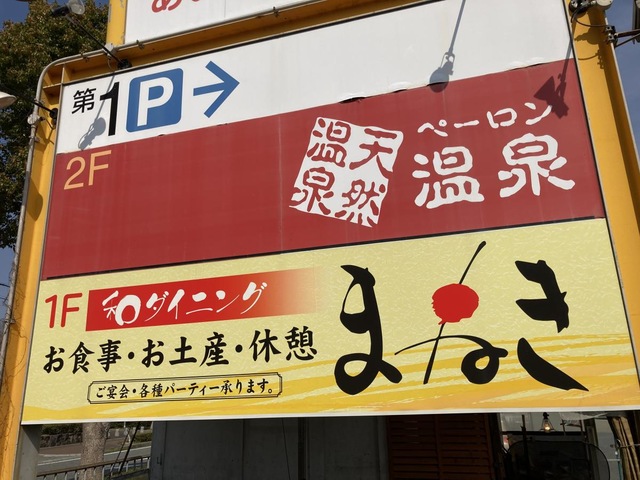 第1P→
2F
天然温泉
ペーロン
温泉
1F 和ダイニング
お食事・お土産・休憩
ご宴会・各種パーティー承ります。
まねき